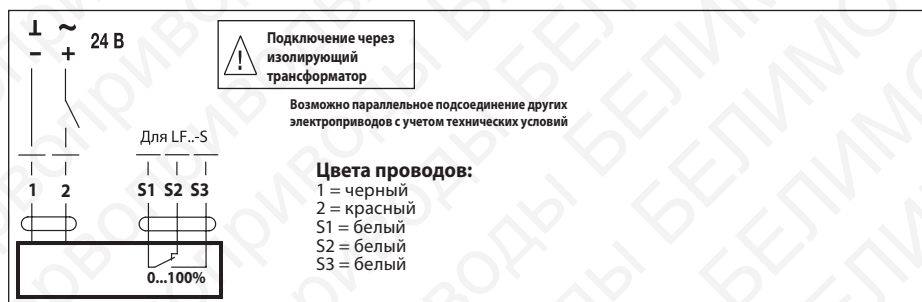 ⊥ ~
– +
24 В
Подключение через
изолирующий
трансформатор
!
Возможно параллельное подсоединение других
электроприводов с учетом технических условий
Для LF..-S
1 2 S1 S2 S3
0...100%
Цвета проводов:
1 = черный
2 = красный
S1 = белый
S2 = белый
S3 = белый